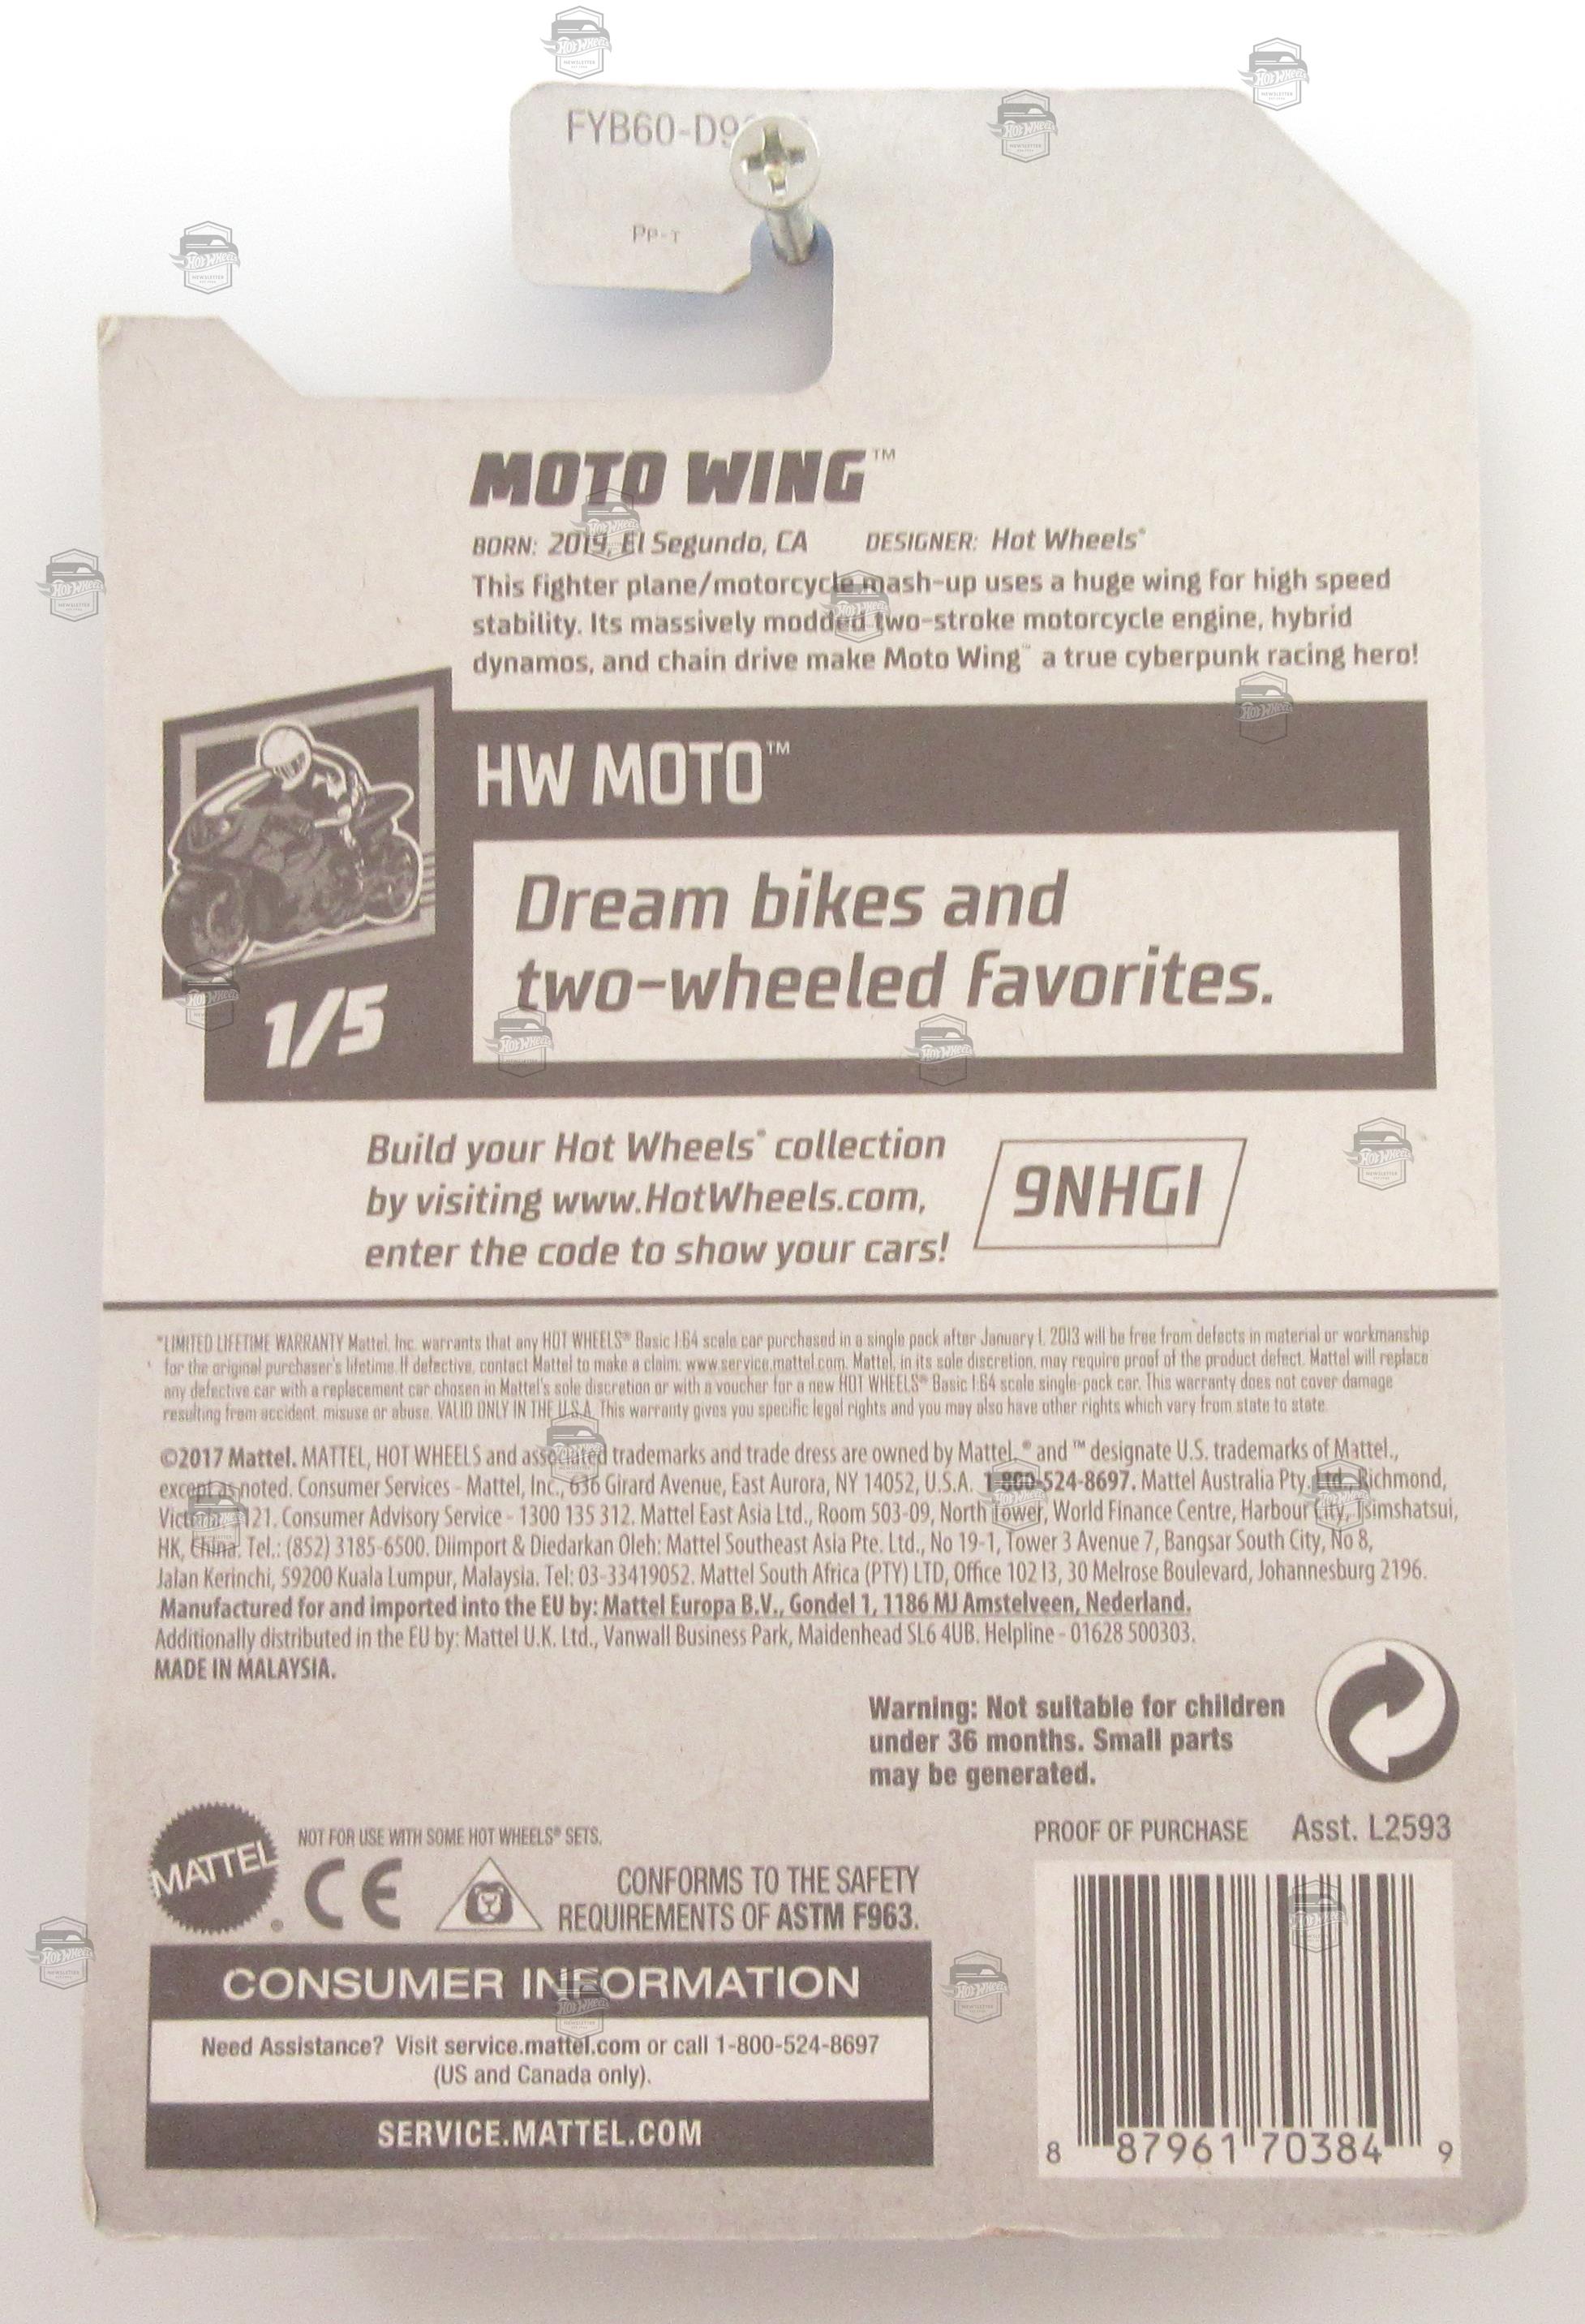 FYB60-D9
PP-T
MOTO WING™
BORN: 2019, El Segundo, CA DESIGNER: Hot Wheels®
This fighter plane/motorcycle mash-up uses a huge wing for high speed
stability. Its massively modded two-stroke motorcycle engine, hybrid
dynamos, and chain drive make Moto Wing™ a true cyberpunk racing hero!
HW MOTO™
Dream bikes and
two-wheeled favorites.
1/5
Build your Hot Wheels® collection
by visiting www.HotWheels.com,
enter the code to show your cars!
9NHGI
*LIMITED LIFETIME WARRANTY Mattel, Inc. warrants that any HOT WHEELS® Basic 1:64 scale car purchased in a single pack after January 1, 2013 will be free from defects in material or workmanship
for the original purchaser's lifetime. If defective, contact Mattel to make a claim: www.service.mattel.com. Mattel, in its sole discretion, may require proof of the product defect. Mattel will replace
any defective car with a replacement car chosen in Mattel's sole discretion or with a voucher for a new HOT WHEELS® Basic 1:64 scale single-pack car. This warranty does not cover damage
resulting from accident, misuse or abuse. VALID ONLY IN THE U.S.A. This warranty gives you specific legal rights and you may also have other rights which vary from state to state.
©2017 Mattel. MATTEL, HOT WHEELS and associated trademarks and trade dress are owned by Mattel. ® and ™ designate U.S. trademarks of Mattel.,
except as noted. Consumer Services - Mattel, Inc., 636 Girard Avenue, East Aurora, NY 14052, U.S.A. 1 800-524-8697. Mattel Australia Pty. Ltd., Richmond,
121. Consumer Advisory Service - 1300 135 312. Mattel East Asia Ltd., Room 503-09, North Tower, World Finance Centre, Harbour City, Tsimshatsui,
HK, China. Tel.: (852) 3185-6500. Diimport & Diedarkan Oleh: Mattel Southeast Asia Pte. Ltd., No 19-1, Tower 3 Avenue 7, Bangsar South City, No 8,
Jalan Kerinchi, 59200 Kuala Lumpur, Malaysia. Tel: 03-33419052. Mattel South Africa (PTY) LTD, Office 102 I3, 30 Melrose Boulevard, Johannesburg 2196.
Manufactured for and imported into the EU by: Mattel Europa B.V., Gondel 1, 1186 MJ Amstelveen, Nederland.
Additionally distributed in the EU by: Mattel U.K. Ltd., Vanwall Business Park, Maidenhead SL6 4UB. Helpline - 01628 500303.
MADE IN MALAYSIA.
Warning: Not suitable for children
under 36 months. Small parts
may be generated.
MATTEL®
NOT FOR USE WITH SOME HOT WHEELS® SETS.
CE
CONFORMS TO THE SAFETY
REQUIREMENTS OF ASTM F963.
PROOF OF PURCHASE Asst. L2593
CONSUMER INFORMATION
Need Assistance? Visit service.mattel.com or call 1-800-524-8697
(US and Canada only).
SERVICE.MATTEL.COM
8 87961 70384 9